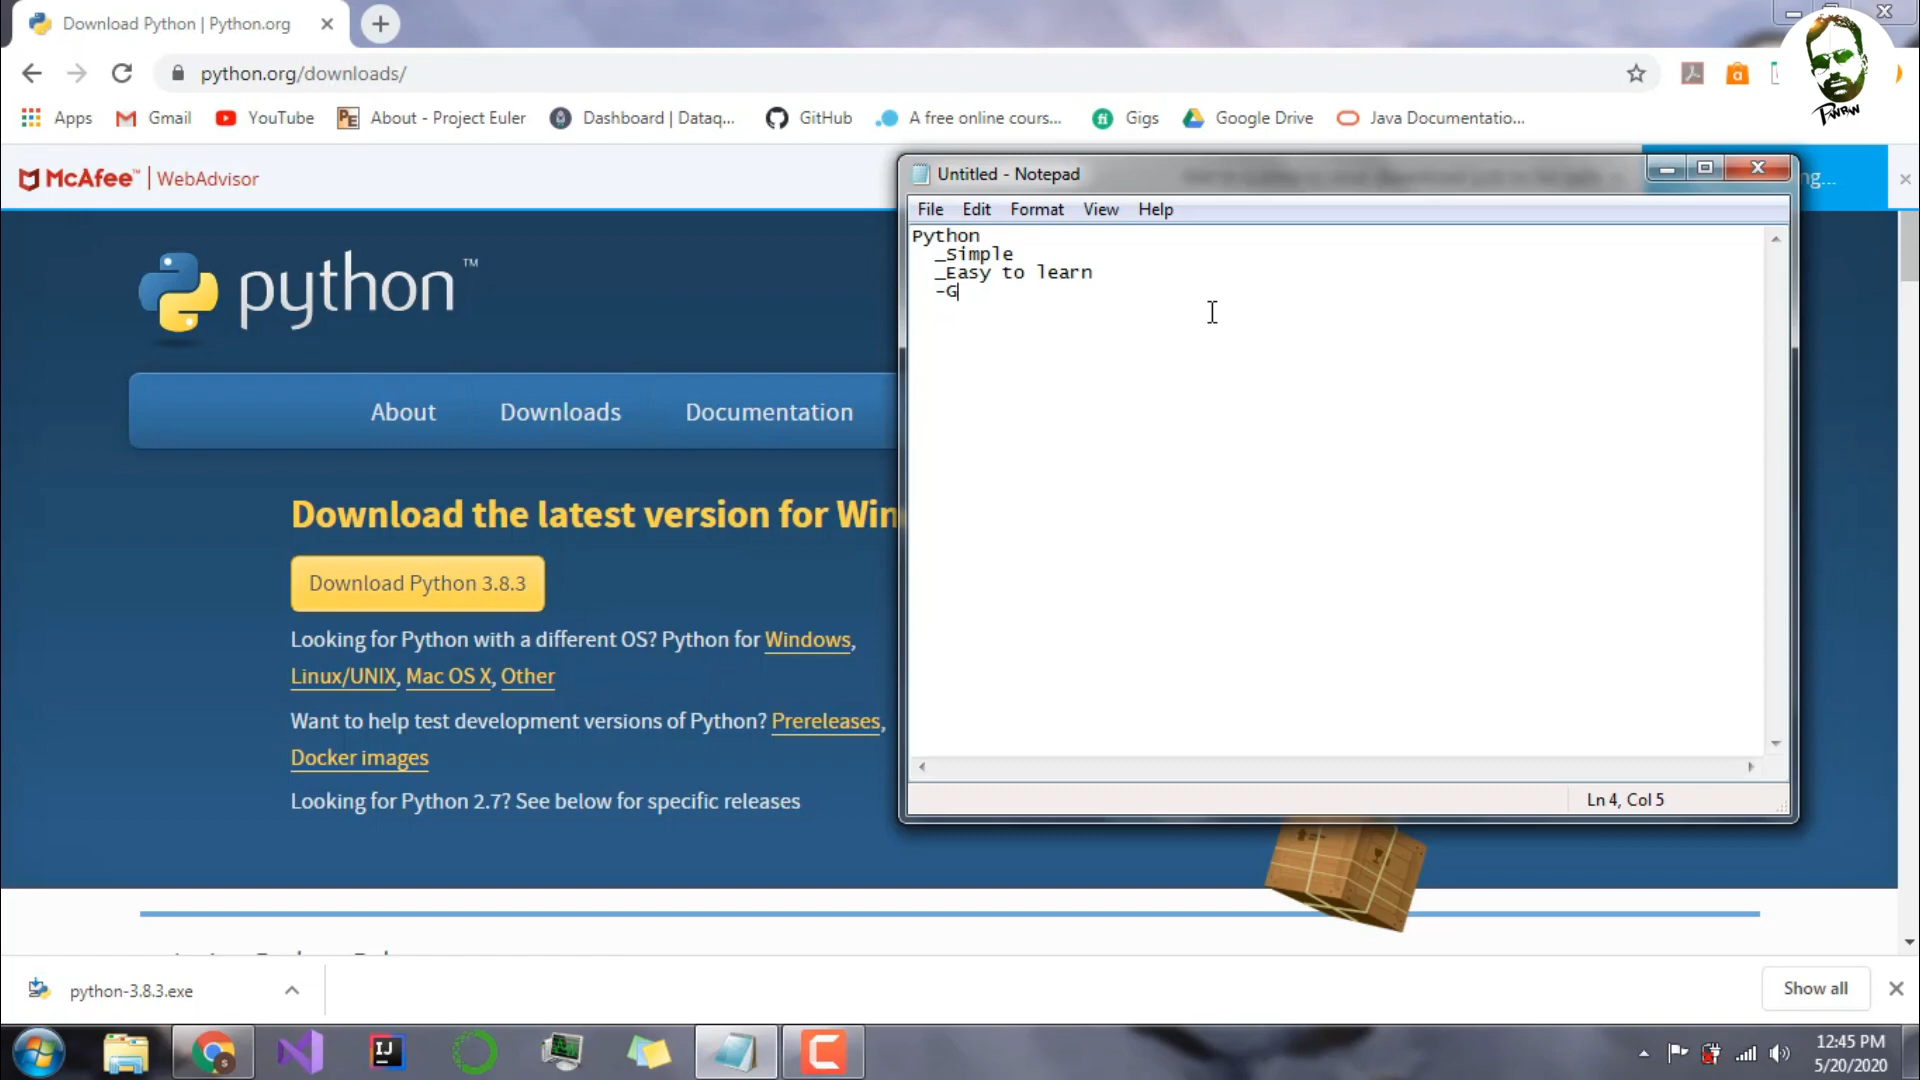 Download Python | Python.org
python.org/downloads/
Apps
Gmail
YouTube
PE About - Project Euler
Dashboard | Dataq...
GitHub
A free online cours...
fi Gigs
Google Drive
Java Documentatio...
McAfee™ | WebAdvisor
ng...
Untitled - Notepad
File Edit Format View Help
Python
_Simple
_Easy to learn
-G
Ln 4, Col 5
python™
About Downloads Documentation
Download the latest version for Win
Download Python 3.8.3
Looking for Python with a different OS? Python for Windows,
Linux/UNIX, Mac OS X, Other
Want to help test development versions of Python? Prereleases,
Docker images
Looking for Python 2.7? See below for specific releases
python-3.8.3.exe
Show all
12:45 PM
5/20/2020